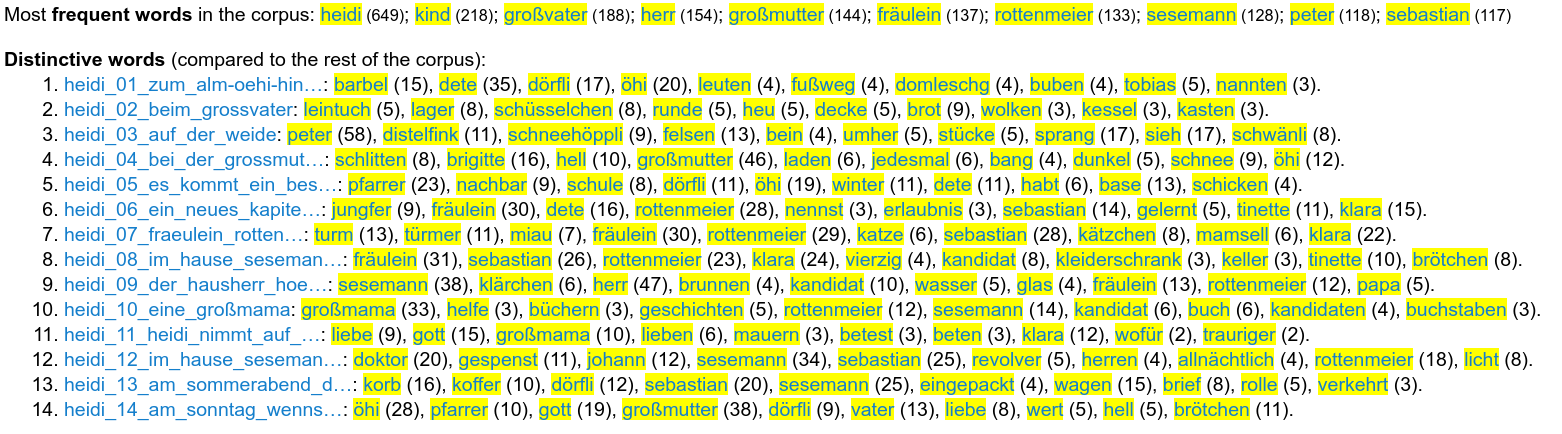 Most frequent words in the corpus: heidi (649); kind (218); großvater (188); herr (154); großmutter (144); fräulein (137); rottenmeier (133); sesemann (128); peter (118); sebastian (117)
Distinctive words (compared to the rest of the corpus):
1. heidi_01_zum_alm-oehi-hin…: barbel (15), dete (35), dörfli (17), öhi (20), leuten (4), fußweg (4), domleschg (4), buben (4), tobias (5), nannten (3).
2. heidi_02_beim_grossvater: leintuch (5), lager (8), schüsselchen (8), runde (5), heu (5), decke (5), brot (9), wolken (3), kessel (3), kasten (3).
3. heidi_03_auf_der_weide: peter (58), distelfink (11), schneehöppli (9), felsen (13), bein (4), umher (5), stücke (5), sprang (17), sieh (17), schwänli (8).
4. heidi_04_bei_der_grossmut…: schlitten (8), brigitte (16), hell (10), großmutter (46), laden (6), jedesmal (6), bang (4), dunkel (5), schnee (9), öhi (12).
5. heidi_05_es_kommt_ein_bes…: pfarrer (23), nachbar (9), schule (8), dörfli (11), öhi (19), winter (11), dete (11), habt (6), base (13), schicken (4).
6. heidi_06_ein_neues_kapite…: jungfer (9), fräulein (30), dete (16), rottenmeier (28), nennst (3), erlaubnis (3), sebastian (14), gelernt (5), tinette (11), klara (15).
7. heidi_07_fraeulein_rotten…: turm (13), türmer (11), miau (7), fräulein (30), rottenmeier (29), katze (6), sebastian (28), kätzchen (8), mamsell (6), klara (22).
8. heidi_08_im_hause_seseman…: fräulein (31), sebastian (26), rottenmeier (23), klara (24), vierzig (4), kandidat (8), kleiderschrank (3), keller (3), tinette (10), brötchen (8).
9. heidi_09_der_hausherr_hoe…: sesemann (38), klärchen (6), herr (47), brunnen (4), kandidat (10), wasser (5), glas (4), fräulein (13), rottenmeier (12), papa (5).
10. heidi_10_eine_großmama: großmama (33), helfe (3), büchern (3), geschichten (5), rottenmeier (12), sesemann (14), kandidat (6), buch (6), kandidaten (4), buchstaben (3).
11. heidi_11_heidi_nimmt_auf_…: liebe (9), gott (15), großmama (10), lieben (6), mauern (3), betest (3), beten (3), klara (12), wofür (2), trauriger (2).
12. heidi_12_im_hause_seseman…: doktor (20), gespenst (11), johann (12), sesemann (34), sebastian (25), revolver (5), herren (4), allnächtlich (4), rottenmeier (18), licht (8).
13. heidi_13_am_sommerabend_d…: korb (16), koffer (10), dörfli (12), sebastian (20), sesemann (25), eingepackt (4), wagen (15), brief (8), rolle (5), verkehrt (3).
14. heidi_14_am_sonntag_wenns…: öhi (28), pfarrer (10), gott (19), großmutter (38), dörfli (9), vater (13), liebe (8), wert (5), hell (5), brötchen (11).